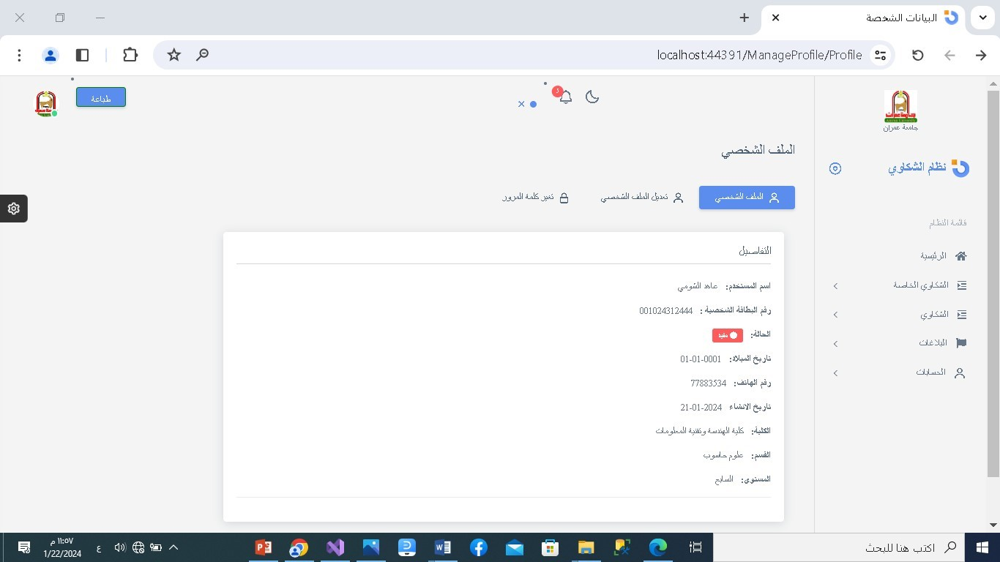 البيانات الشخصة
localhost:44391/ManageProfile/Profile
جامعة عمران
نظام الشكاوي
قائمة النظام
الرئيسية
الشكاوي الخاصة
الشكاوي
البلاغات
الحسابات
3
طباعة
الملف الشخصي
الملف الشخصي
تعديل الملف الشخصي
تغير كلمة المرور
التفاصيل
اسم المستخدم: عاهد الشومي
رقم البطاقة الشخصية : 001024312444
الحالة: مقيد
تاريخ الميلاد: 0001-01-01
رقم الهاتف: 77883534
تاريخ الانشاء 2024-01-21
الكلية: كلية الهندسة وتقنية المعلومات
القسم: علوم حاسوب
المستوى: السابع
اكتب هنا للبحث
ع
١١:٥٧ م
1/22/2024